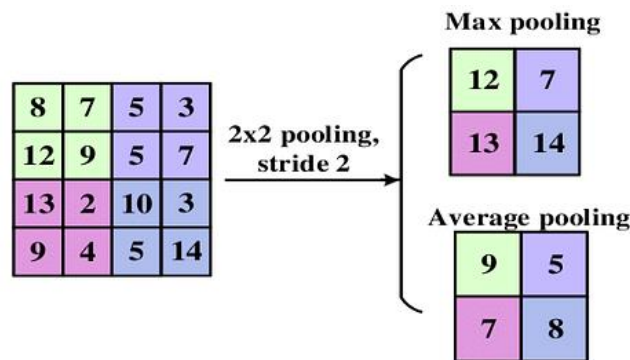 8 7 5 3
12 9 5 7
13 2 10 3
9 4 5 14
2x2 pooling,
stride 2
Max pooling
12 7
13 14
Average pooling
9 5
7 8